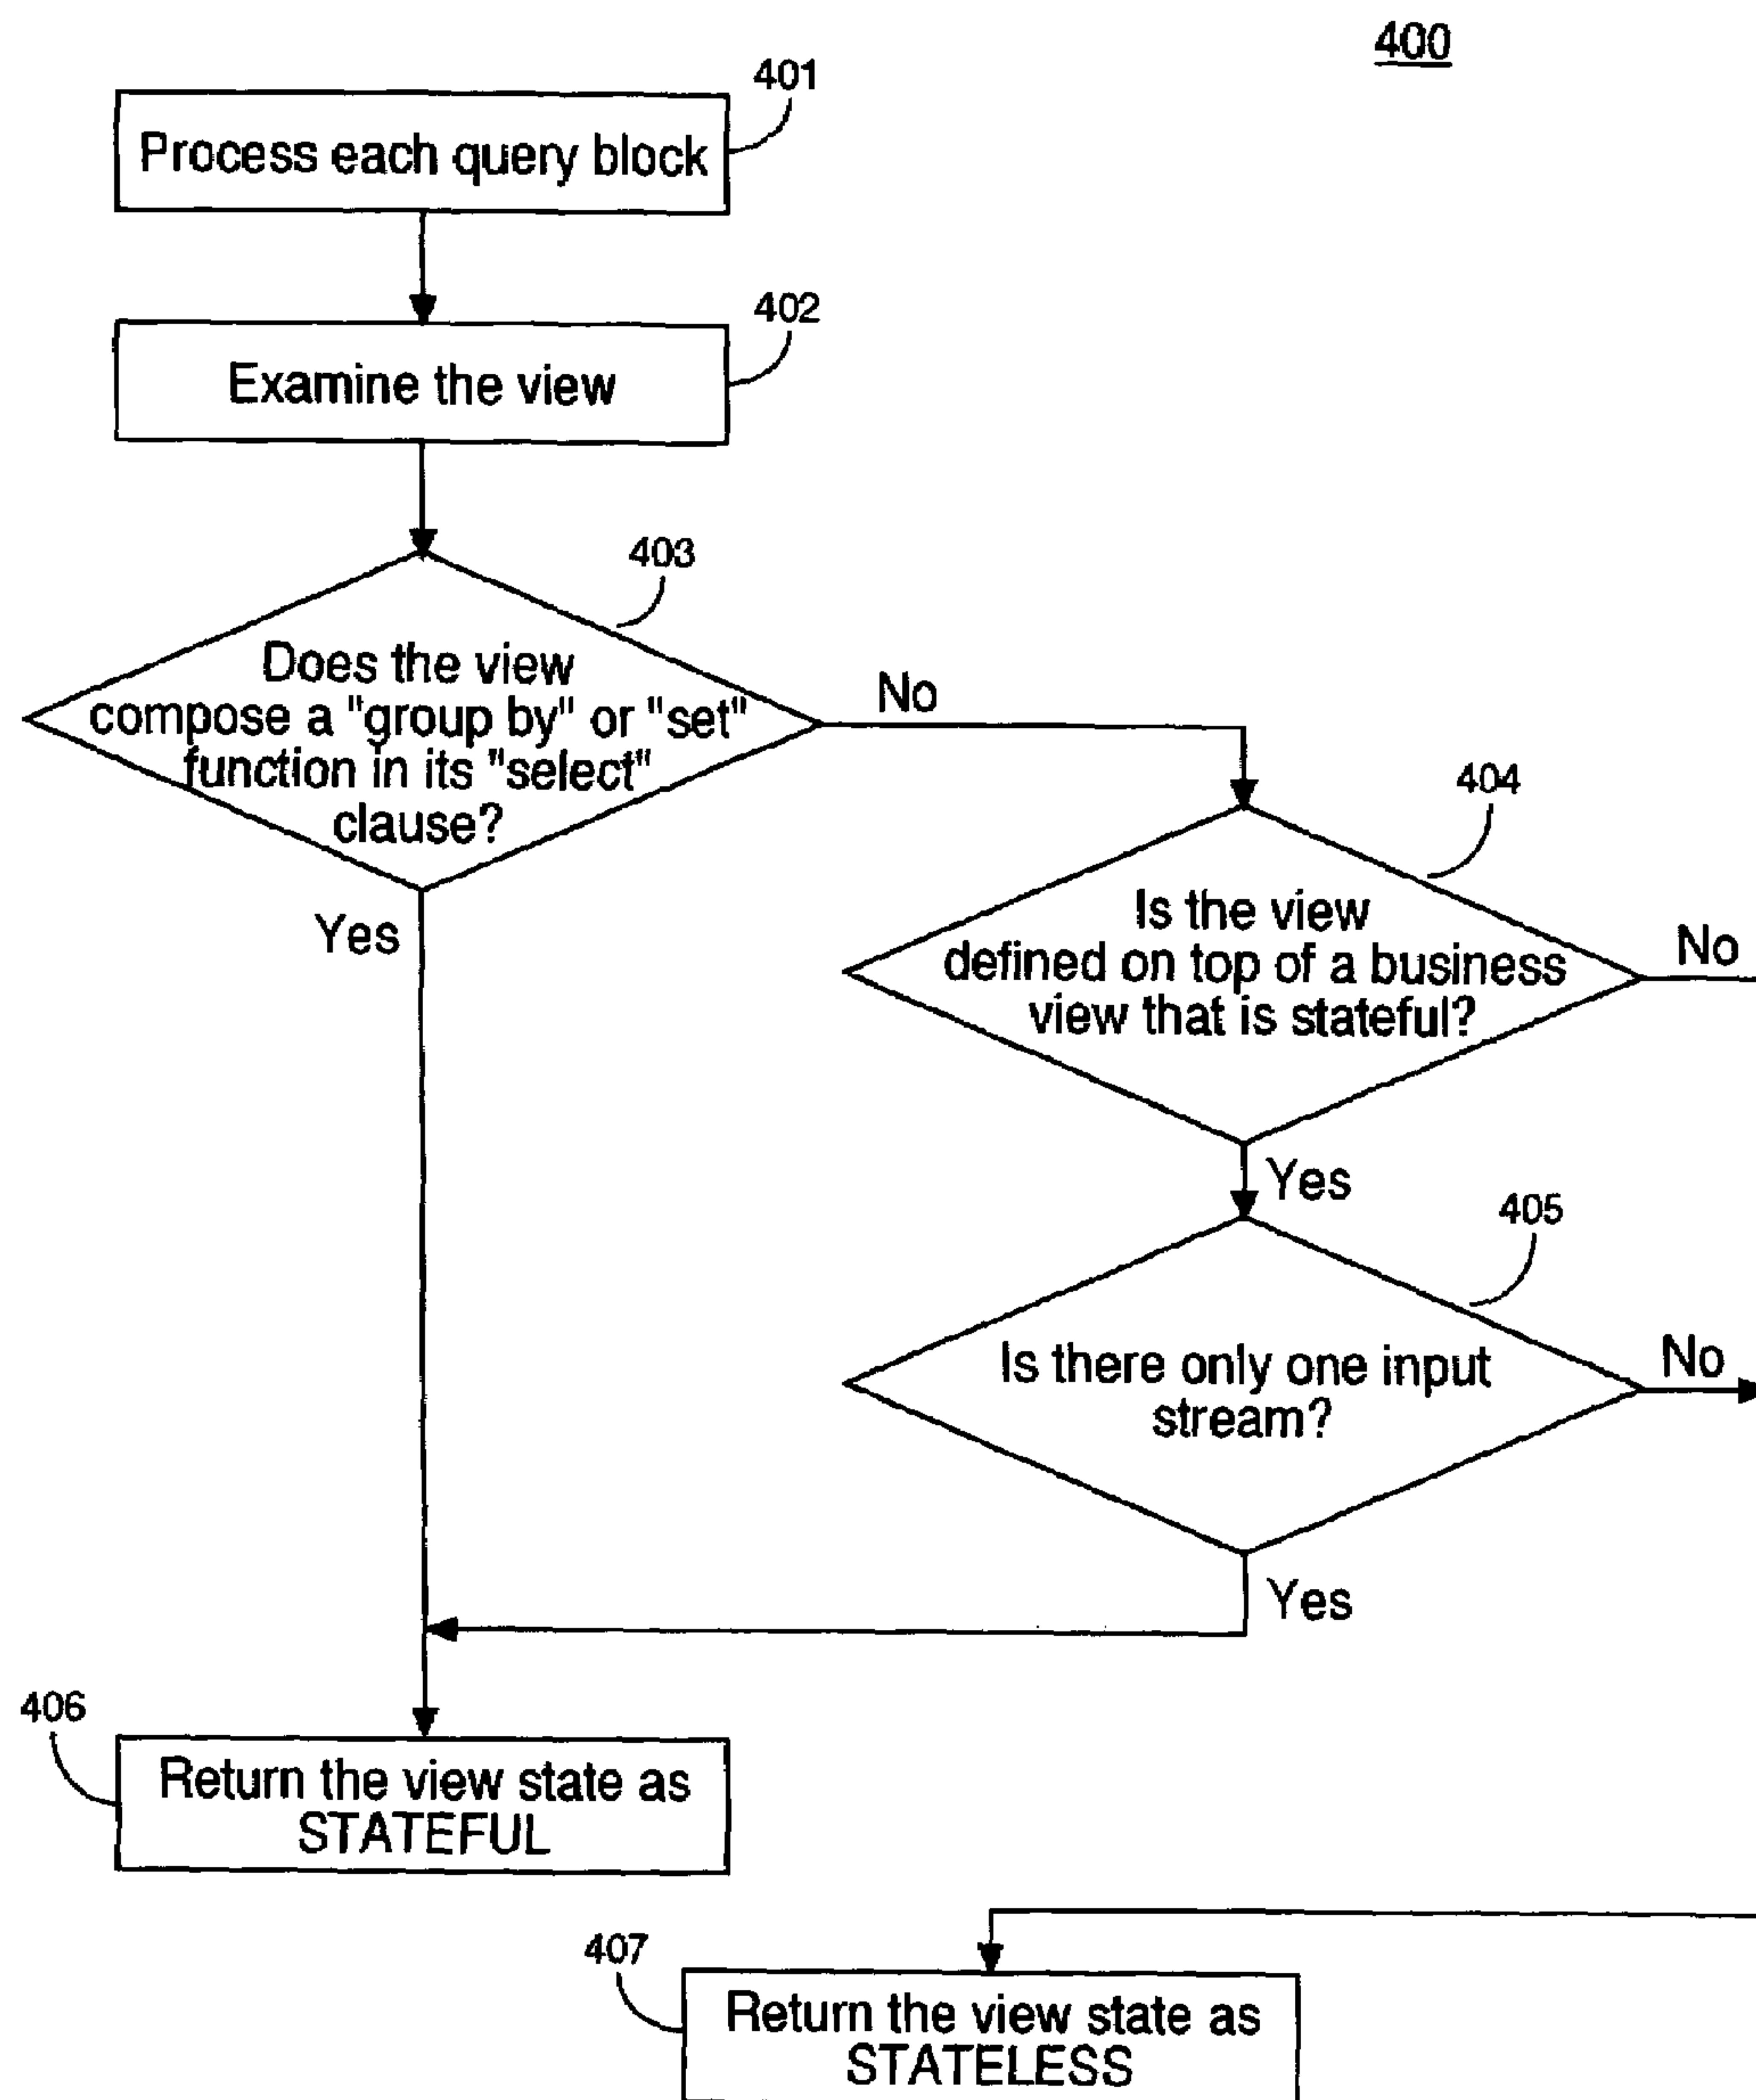 400
401
Process each query block
402
Examine the view
403
Does the view
compose a "group by" or "set"
function in its "select"
clause?
No
Yes
404
Is the view
defined on top of a business
view that is stateful?
No
Yes
405
Is there only one input
stream?
No
Yes
406
Return the view state as
STATEFUL
407
Return the view state as
STATELESS